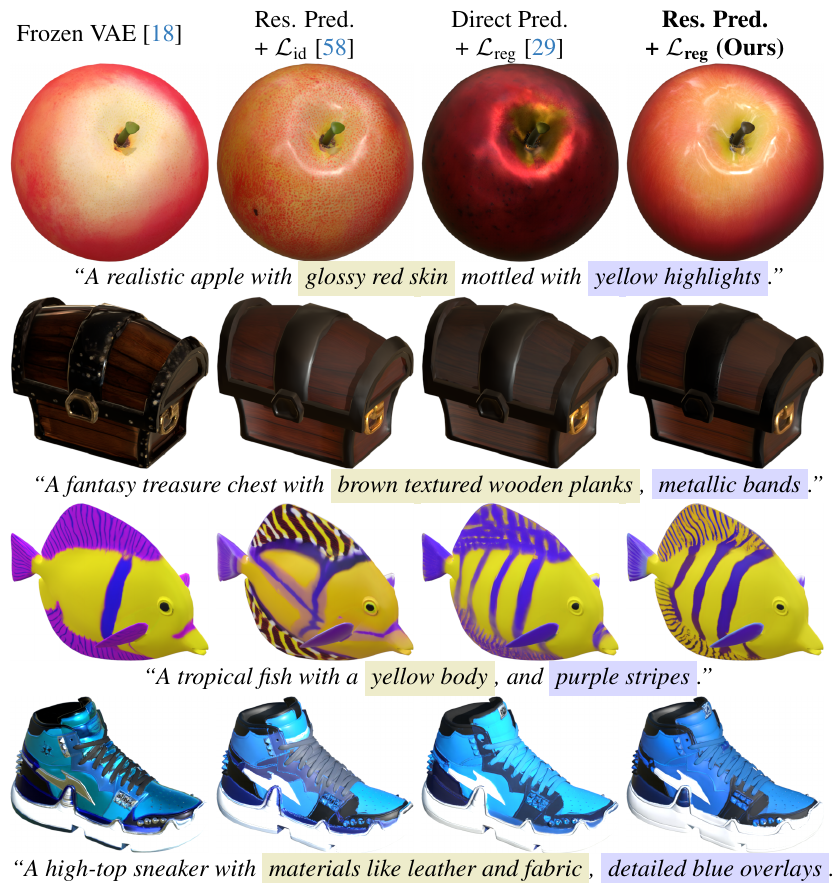 Frozen VAE [18]
Res. Pred.
+ ℒid [58]
Direct Pred.
+ ℒreg [29]
Res. Pred.
+ ℒreg (Ours)
“A realistic apple with glossy red skin mottled with yellow highlights.”
“A fantasy treasure chest with brown textured wooden planks, metallic bands.”
“A tropical fish with a yellow body, and purple stripes.”
“A high-top sneaker with materials like leather and fabric, detailed blue overlays.